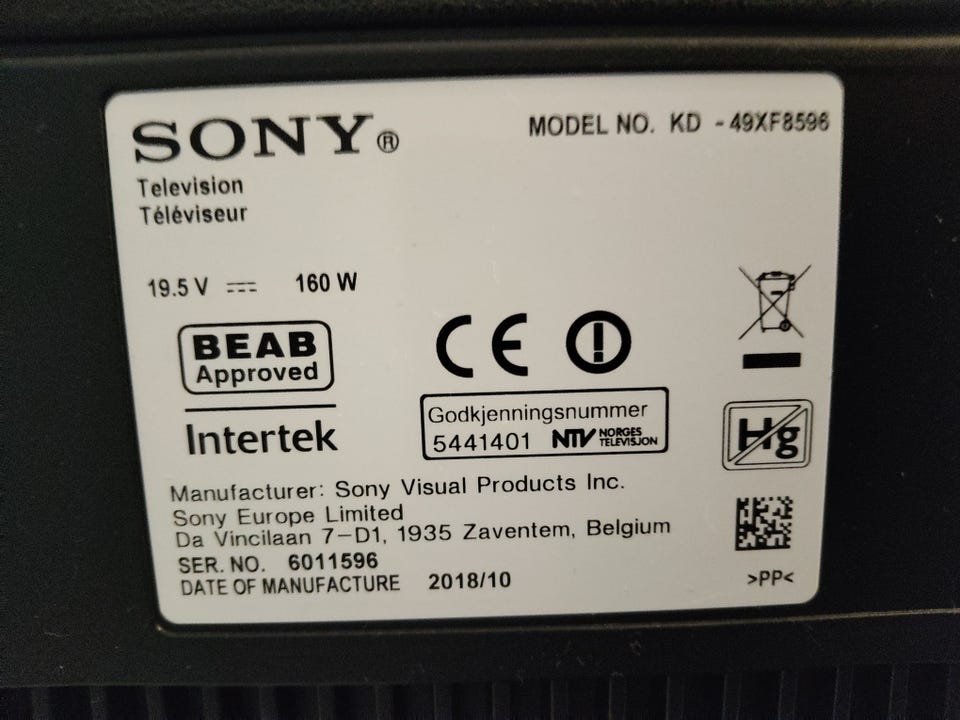 SONY®
MODEL NO. KD - 49XF8596
Television
Téléviseur
19.5 V 160 W
BEAB
Approved
Intertek
CE
Godkjenningsnummer
5441401 NTV NORGES TELEVISJON
Hg
Manufacturer: Sony Visual Products Inc.
Sony Europe Limited
Da Vincilaan 7-D1, 1935 Zaventem, Belgium
SER. NO. 6011596
DATE OF MANUFACTURE 2018/10
>PP<